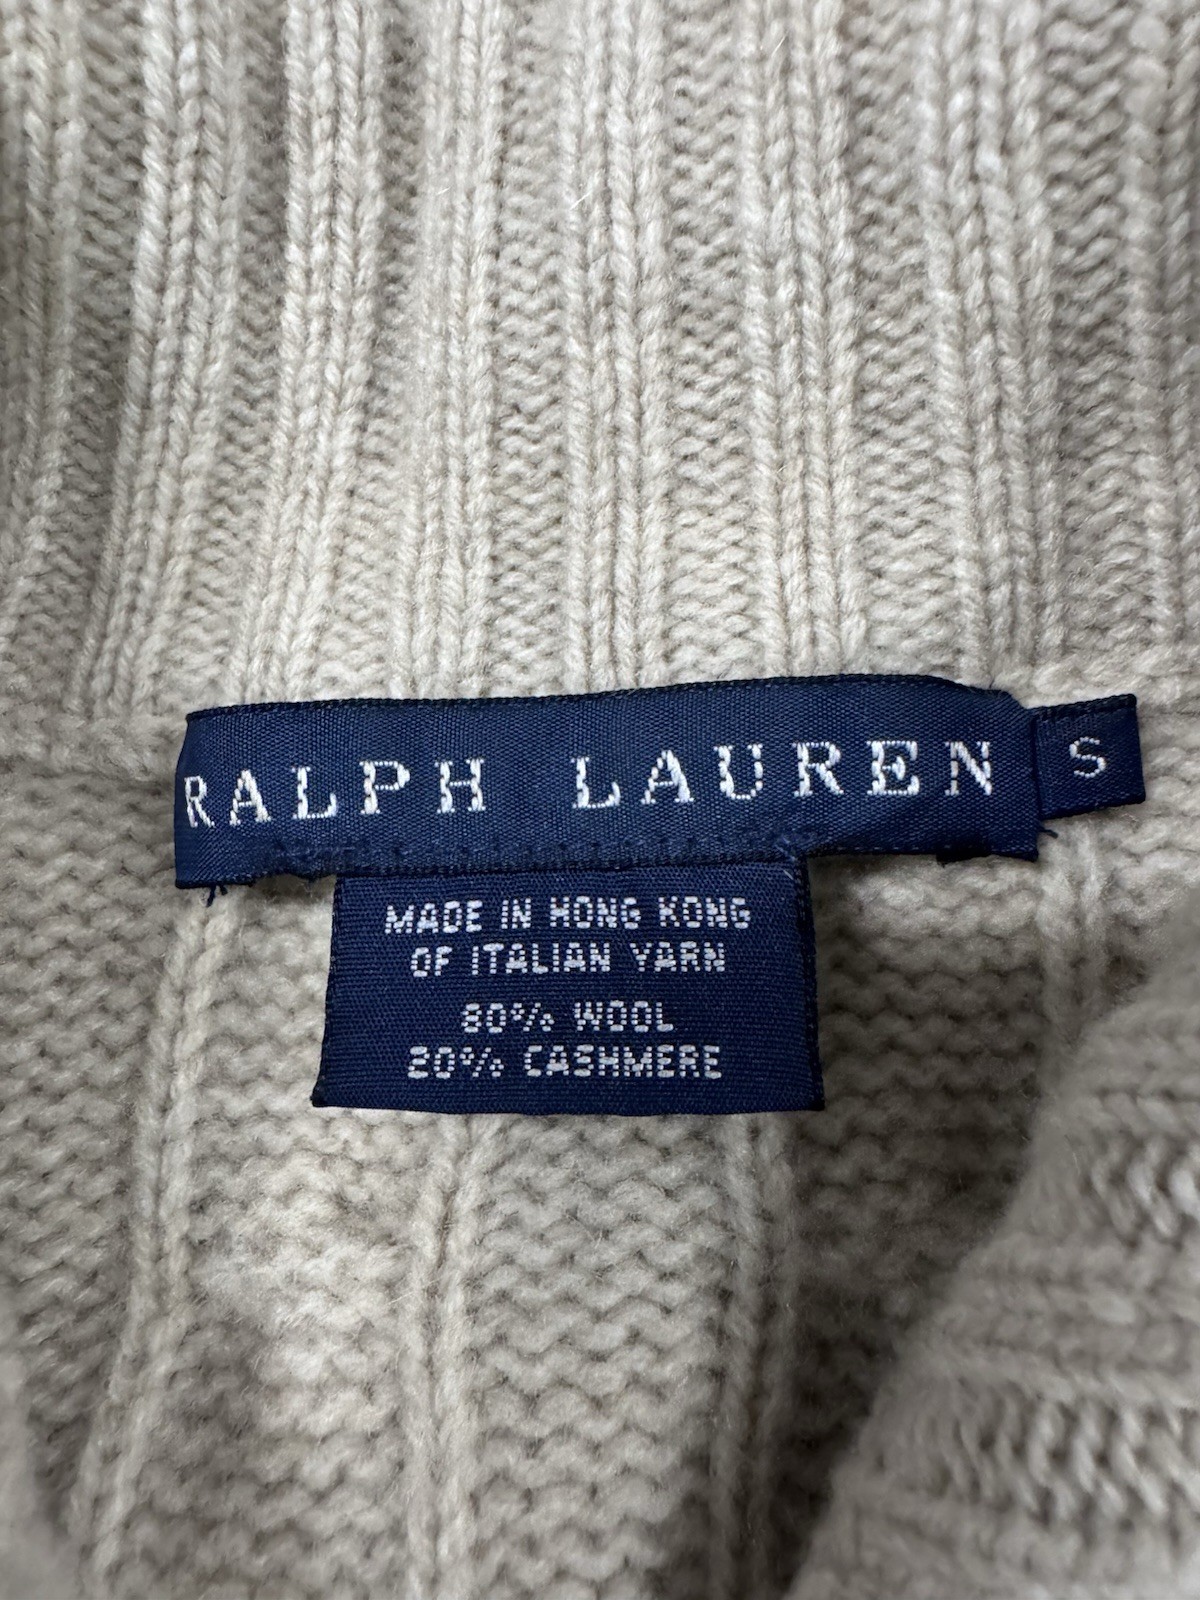 RALPH LAUREN
S
MADE IN HONG KONG
OF ITALIAN YARN
80% WOOL
20% CASHMERE